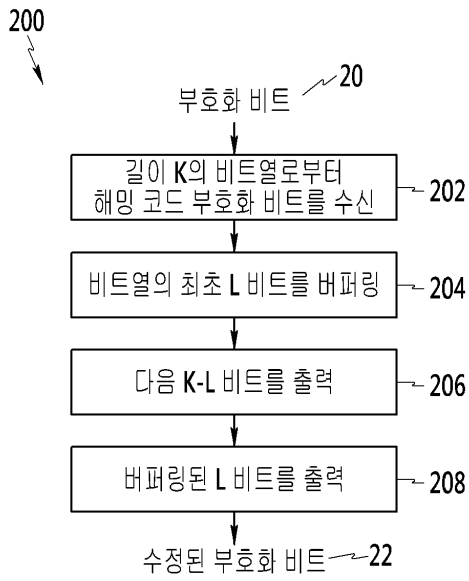 200
부호화 비트 20
길이 K의 비트열로부터
해밍 코드 부호화 비트를 수신
202
비트열의 최초 L 비트를 버퍼링
204
다음 K-L 비트를 출력
206
버퍼링된 L 비트를 출력
208
수정된 부호화 비트 22